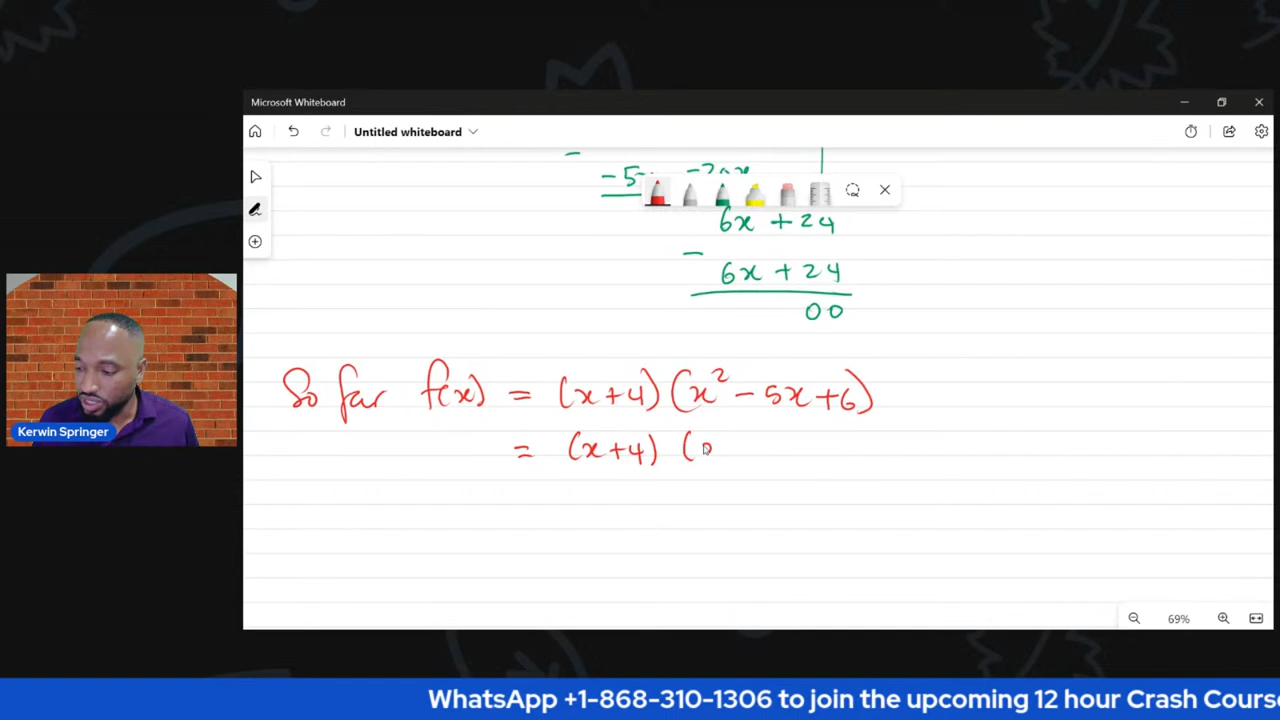 Microsoft Whiteboard
Untitled whiteboard
6x + 24
−
6x + 24
00
So far f(x) = (x+4)(x² − 5x+6)
= (x+4) (
Kerwin Springer
69%
WhatsApp +1-868-310-1306 to join the upcoming 12 hour Crash Cours